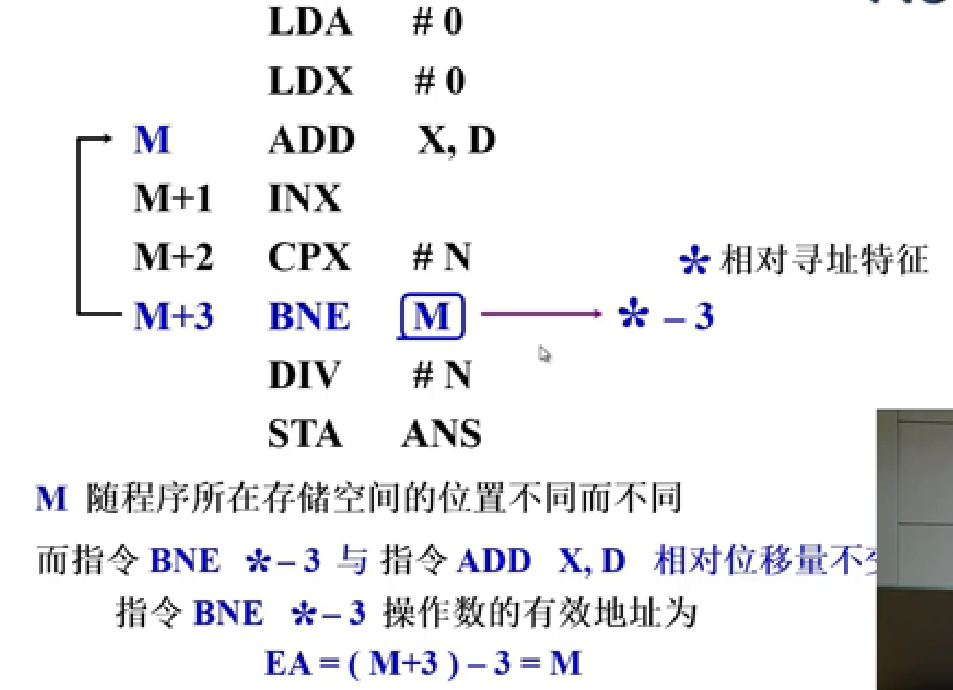 LDA # 0
LDX # 0
M ADD X, D
M+1 INX
M+2 CPX # N
* 相对寻址特征
M+3 BNE M * – 3
DIV # N
STA ANS
M 随程序所在存储空间的位置不同而不同
而指令 BNE * – 3 与 指令 ADD X, D 相对位移量不
指令 BNE * – 3 操作数的有效地址为
EA = ( M+3 ) – 3 = M